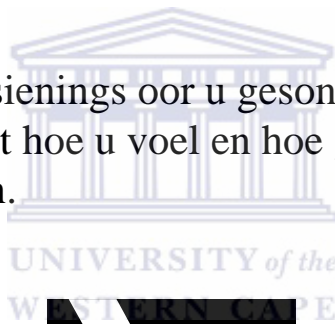 sienings oor u geson
t hoe u voel en hoe
n.
UNIVERSITY of the
WESTERN CAPE